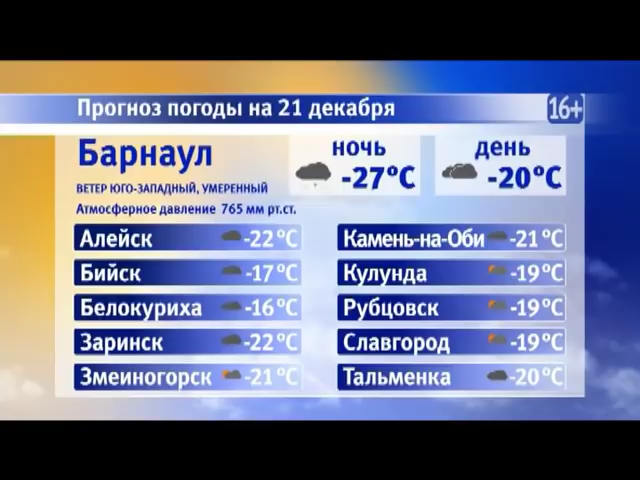 Прогноз погоды на 21 декабря
16+
Барнаул
ВЕТЕР ЮГО-ЗАПАДНЫЙ, УМЕРЕННЫЙ
Атмосферное давление 765 мм рт.ст.
ночь
-27°C
день
-20°C
Алейск -22°C
Бийск -17°C
Белокуриха -16°C
Заринск -22°C
Змеиногорск -21°C
Камень-на-Оби -21°C
Кулунда -19°C
Рубцовск -19°C
Славгород -19°C
Тальменка -20°C